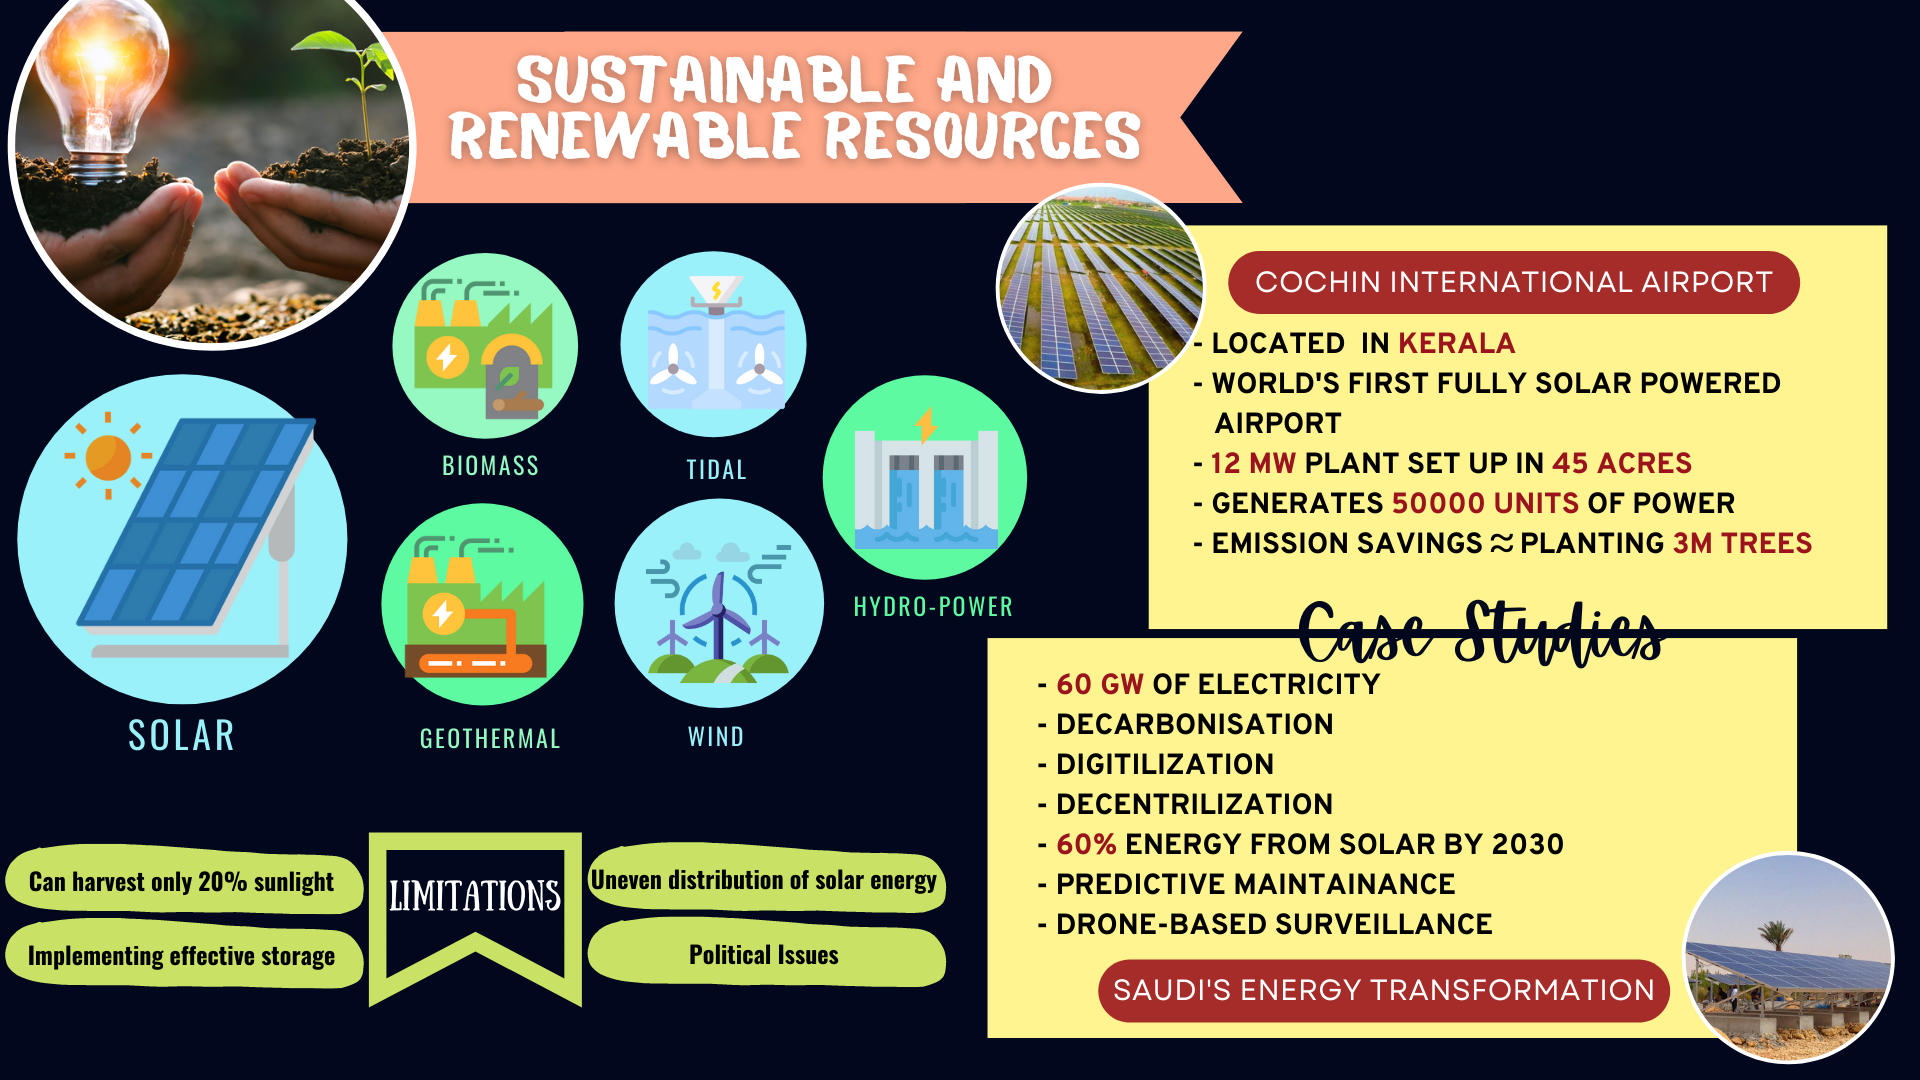 SUSTAINABLE AND
RENEWABLE RESOURCES
BIOMASS
TIDAL
HYDRO-POWER
SOLAR
GEOTHERMAL
WIND
COCHIN INTERNATIONAL AIRPORT
- LOCATED IN KERALA
- WORLD'S FIRST FULLY SOLAR POWERED
AIRPORT
- 12 MW PLANT SET UP IN 45 ACRES
- GENERATES 50000 UNITS OF POWER
- EMISSION SAVINGS ≈ PLANTING 3M TREES
Case Studies
- 60 GW OF ELECTRICITY
- DECARBONISATION
- DIGITILIZATION
- DECENTRILIZATION
- 60% ENERGY FROM SOLAR BY 2030
- PREDICTIVE MAINTAINANCE
- DRONE-BASED SURVEILLANCE
SAUDI'S ENERGY TRANSFORMATION
LIMITATIONS
Can harvest only 20% sunlight
Implementing effective storage
Uneven distribution of solar energy
Political Issues